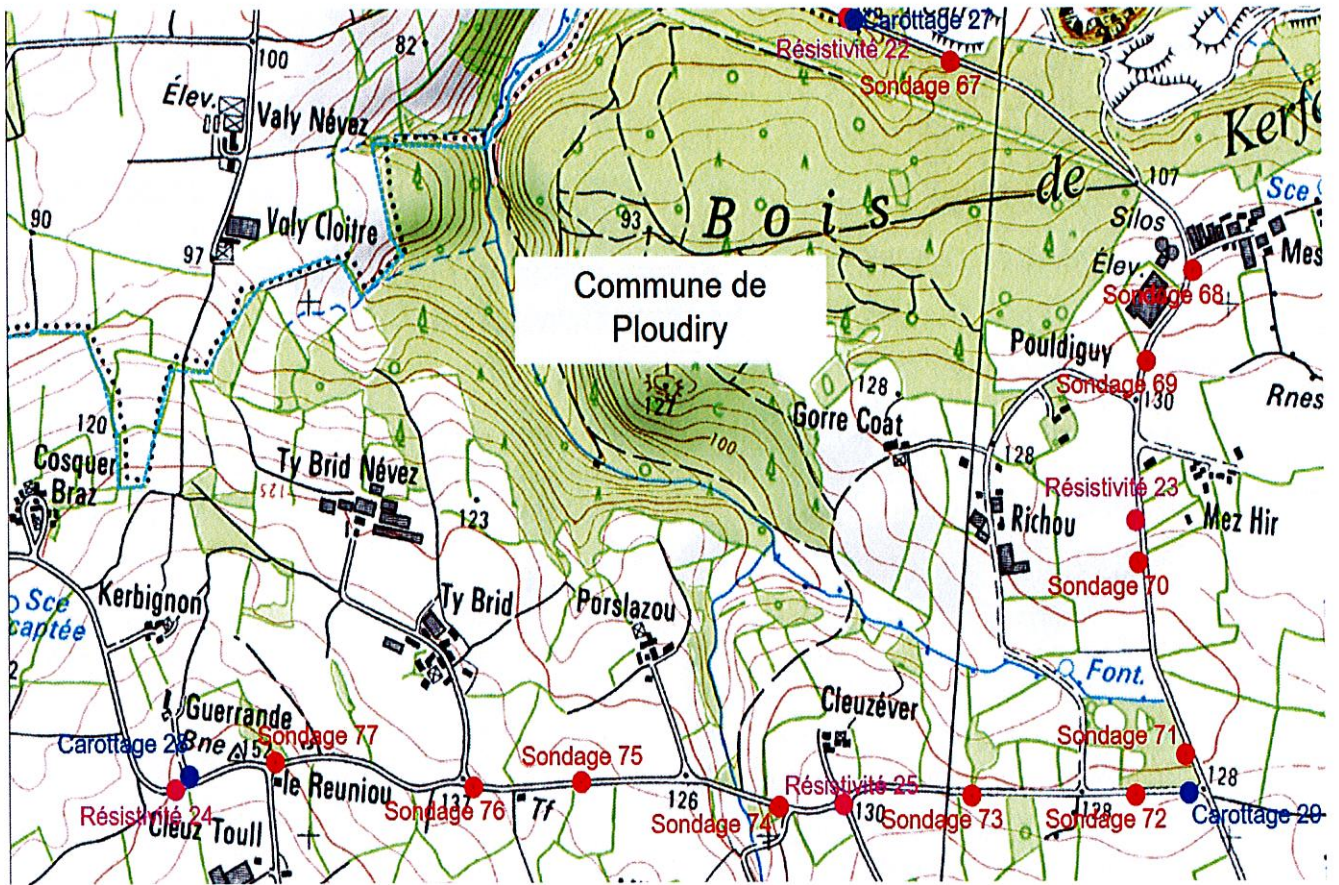 Carottage 27
82
100
Résistivité 22
Sondage 67
Élev.
Valy Névez
Bois de
107
Sce
Silos
90
Valy Cloitre
93
97
Élev.
Commune de
Ploudiry
Sondage 68
Pouldiguy
Sondage 69
127
128
130
Gorre Coat
120
100
Cosquer
Braz
Ty Brid Névez
125
128
Résistivité 23
123
Richou
Mez Hir
Sondage 70
Kerbignon
Ty Brid
Porslazou
Sce
captée
Font.
Guerrande
Cleuzéver
Bne 152
Sondage 77
Carottage 28
Sondage 75
Sondage 71
128
le Reuniou
Résistivité 25
Résistivité 24
137
Sondage 76
Tf
126
Sondage 74
130
Sondage 73
128
Sondage 72
Carottage 29
Cleuz Toull